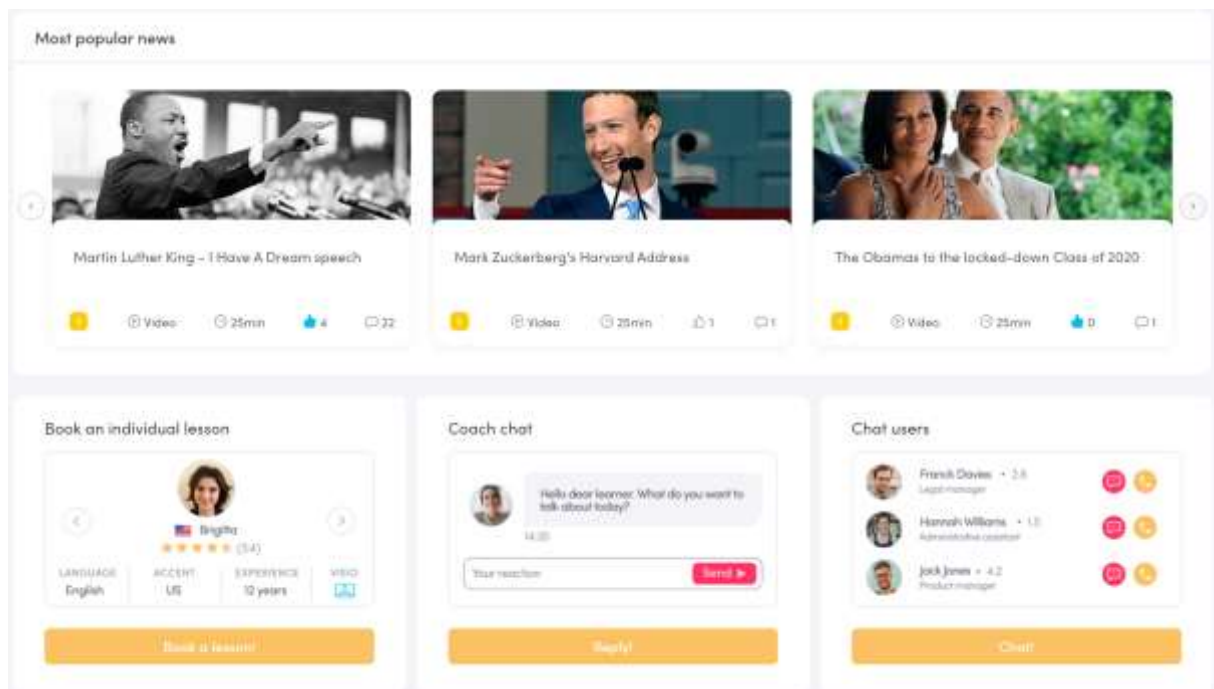 Most popular news
Martin Luther King - I Have A Dream speech
Video 25min 4 22
Mark Zuckerberg's Harvard Address
Video 25min 1 1
The Obamas to the locked-down Class of 2020
Video 25min 0 1
Book an individual lesson
Brigitta
(54)
LANGUAGE ACCENT EXPERIENCE
English US 12 years
Book a lesson!
Coach chat
Hello dear learner. What do you want to
talk about today?
Your reaction Send
Reply!
Chat users
Franck Davies • 2.8
Legal manager
Hannah Williams • 1.0
Administrative assistant
Jack Jones • 4.2
Product manager
Chat!